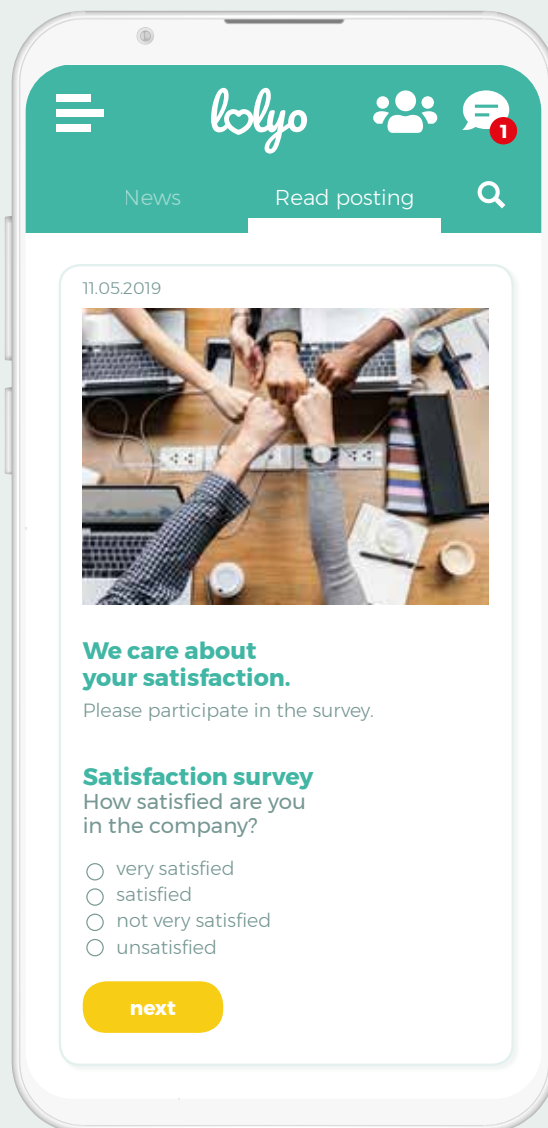 lolyo
1
News
Read posting
11.05.2019
We care about
your satisfaction.
Please participate in the survey.
Satisfaction survey
How satisfied are you
in the company?
very satisfied
satisfied
not very satisfied
unsatisfied
next